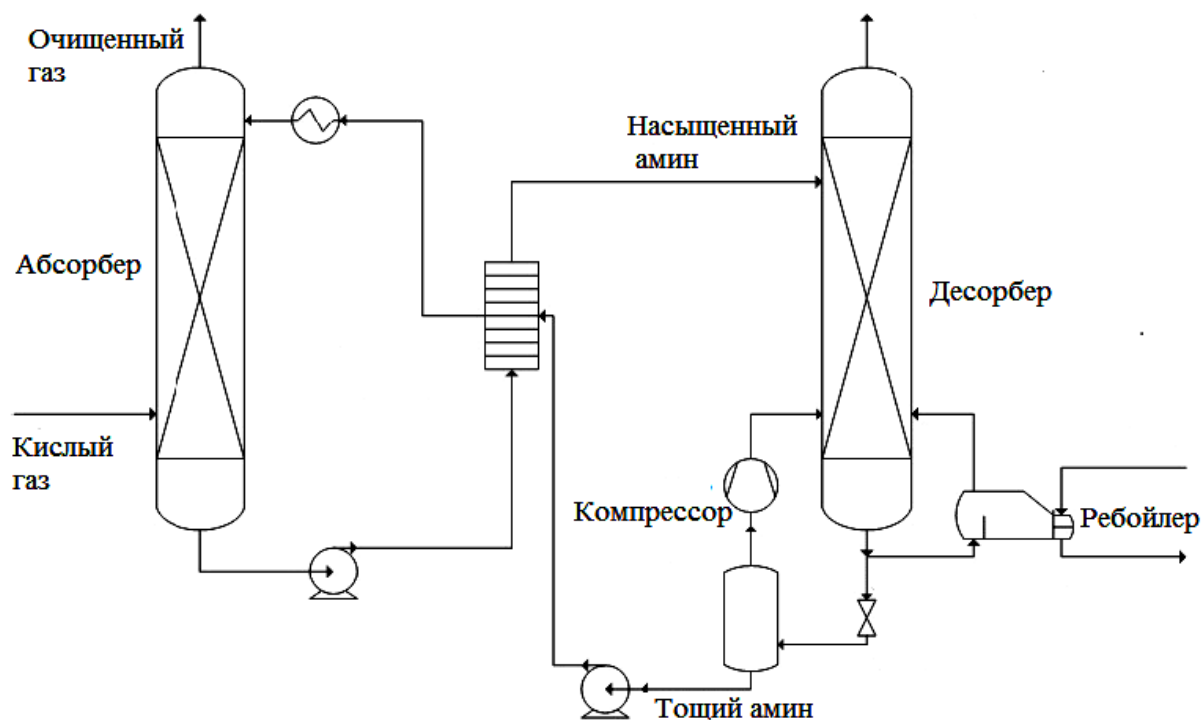 Очищенный
газ
Насыщенный
амин
Абсорбер
Десорбер
Кислый
газ
Компрессор
Ребойлер
Тощий амин